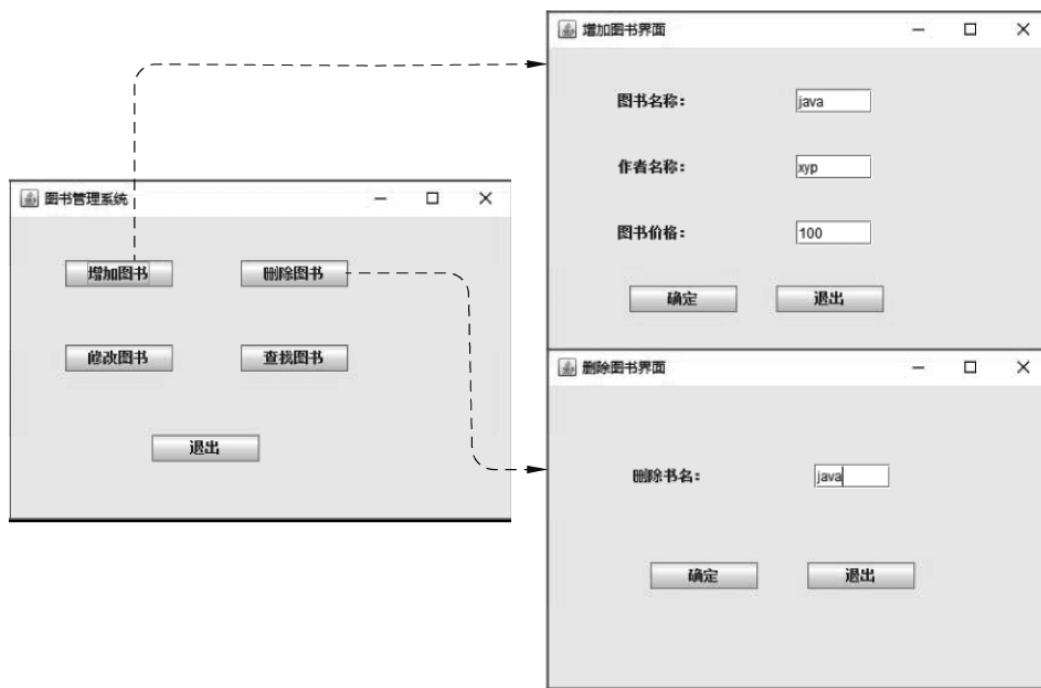 图书管理系统
增加图书
删除图书
修改图书
查找图书
退出
增加图书界面
图书名称：
java
作者名称：
xyp
图书价格：
100
确定
退出
删除图书界面
删除书名：
java
确定
退出